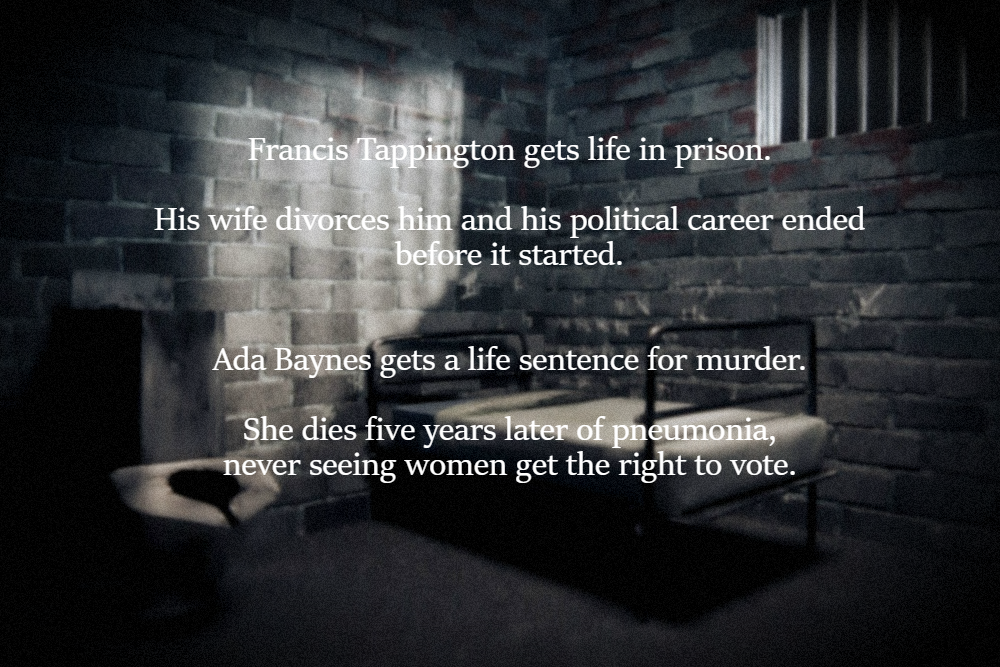 Francis Tappington gets life in prison.
His wife divorces him and his political career ended
before it started.
Ada Baynes gets a life sentence for murder.
She dies five years later of pneumonia,
never seeing women get the right to vote.